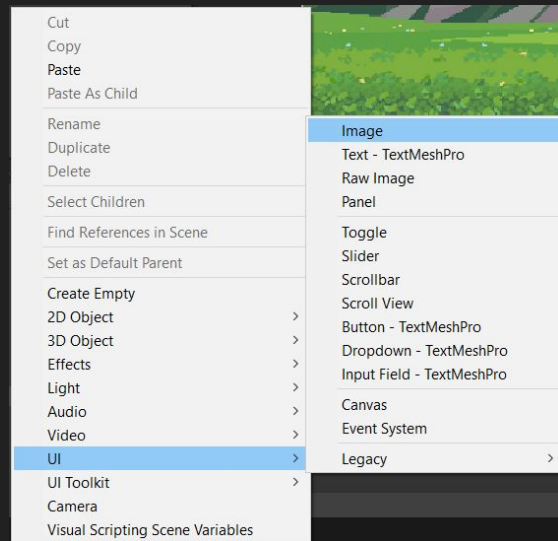 Cut
Copy
Paste
Paste As Child
Rename
Duplicate
Delete
Select Children
Find References in Scene
Set as Default Parent
Create Empty
2D Object
3D Object
Effects
Light
Audio
Video
UI
UI Toolkit
Camera
Visual Scripting Scene Variables
Image
Text - TextMeshPro
Raw Image
Panel
Toggle
Slider
Scrollbar
Scroll View
Button - TextMeshPro
Dropdown - TextMeshPro
Input Field - TextMeshPro
Canvas
Event System
Legacy